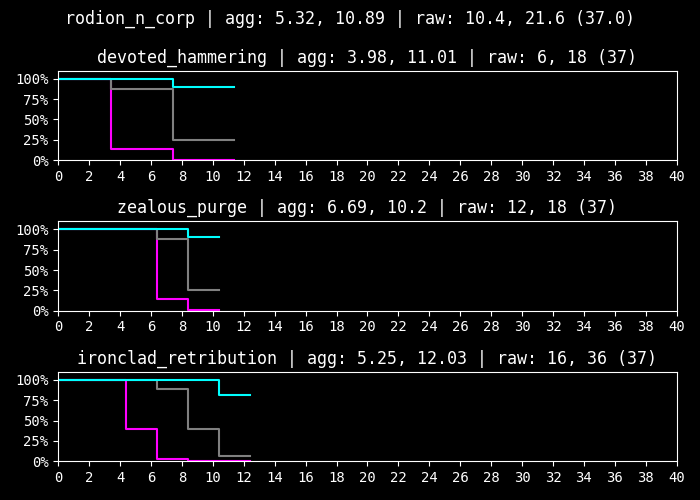 rodion_n_corp | agg: 5.32, 10.89 | raw: 10.4, 21.6 (37.0)
devoted_hammering | agg: 3.98, 11.01 | raw: 6, 18 (37)
100%
75%
50%
25%
0%
0 2 4 6 8 10 12 14 16 18 20 22 24 26 28 30 32 34 36 38 40
zealous_purge | agg: 6.69, 10.2 | raw: 12, 18 (37)
100%
75%
50%
25%
0%
0 2 4 6 8 10 12 14 16 18 20 22 24 26 28 30 32 34 36 38 40
ironclad_retribution | agg: 5.25, 12.03 | raw: 16, 36 (37)
100%
75%
50%
25%
0%
0 2 4 6 8 10 12 14 16 18 20 22 24 26 28 30 32 34 36 38 40